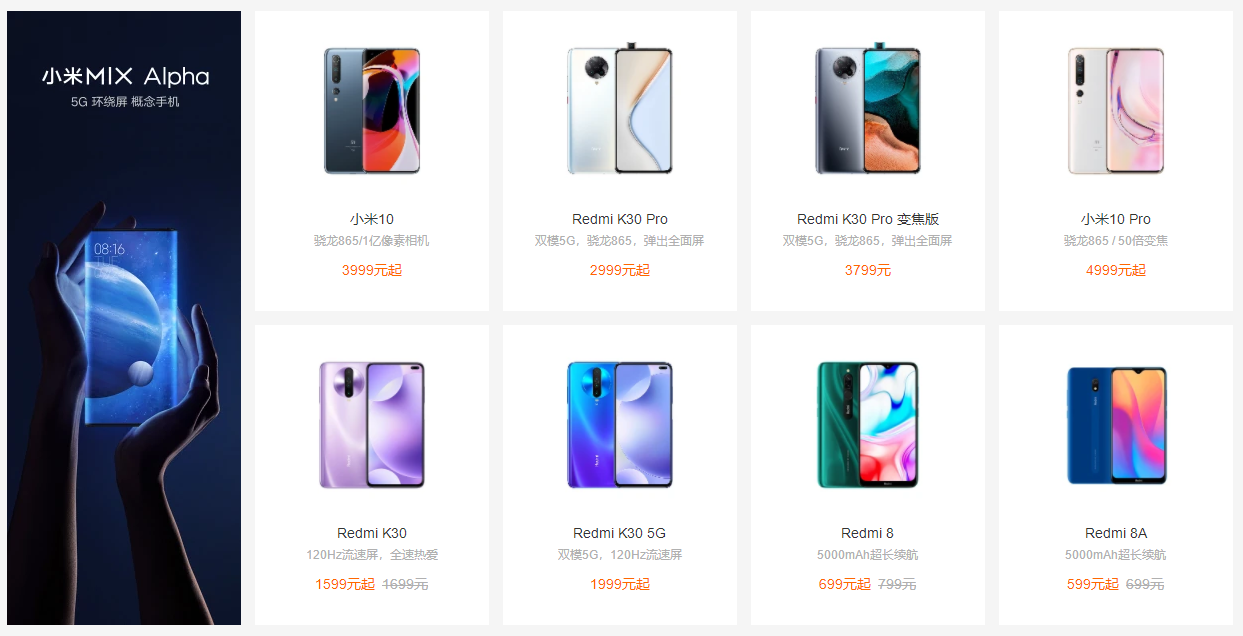 小米MIX Alpha
5G 环绕屏 概念手机
08:16
TUE
小米10
骁龙865/1亿像素相机
3999元起
Redmi K30 Pro
双模5G，骁龙865，弹出全面屏
2999元起
Redmi K30 Pro 变焦版
双模5G，骁龙865，弹出全面屏
3799元
小米10 Pro
骁龙865 / 50倍变焦
4999元起
Redmi K30
120Hz流速屏，全速热爱
1599元起 1699元
Redmi K30 5G
双模5G，120Hz流速屏
1999元起
Redmi 8
5000mAh超长续航
699元起 799元
Redmi 8A
5000mAh超长续航
599元起 699元